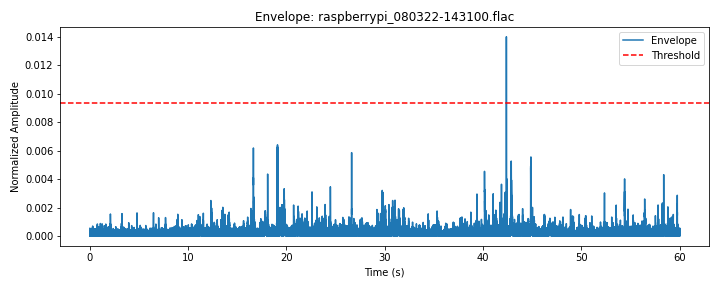 Envelope: raspberrypi_080322-143100.flac
Envelope
Threshold
Normalized Amplitude
0.014
0.012
0.010
0.008
0.006
0.004
0.002
0.000
0 10 20 30 40 50 60
Time (s)